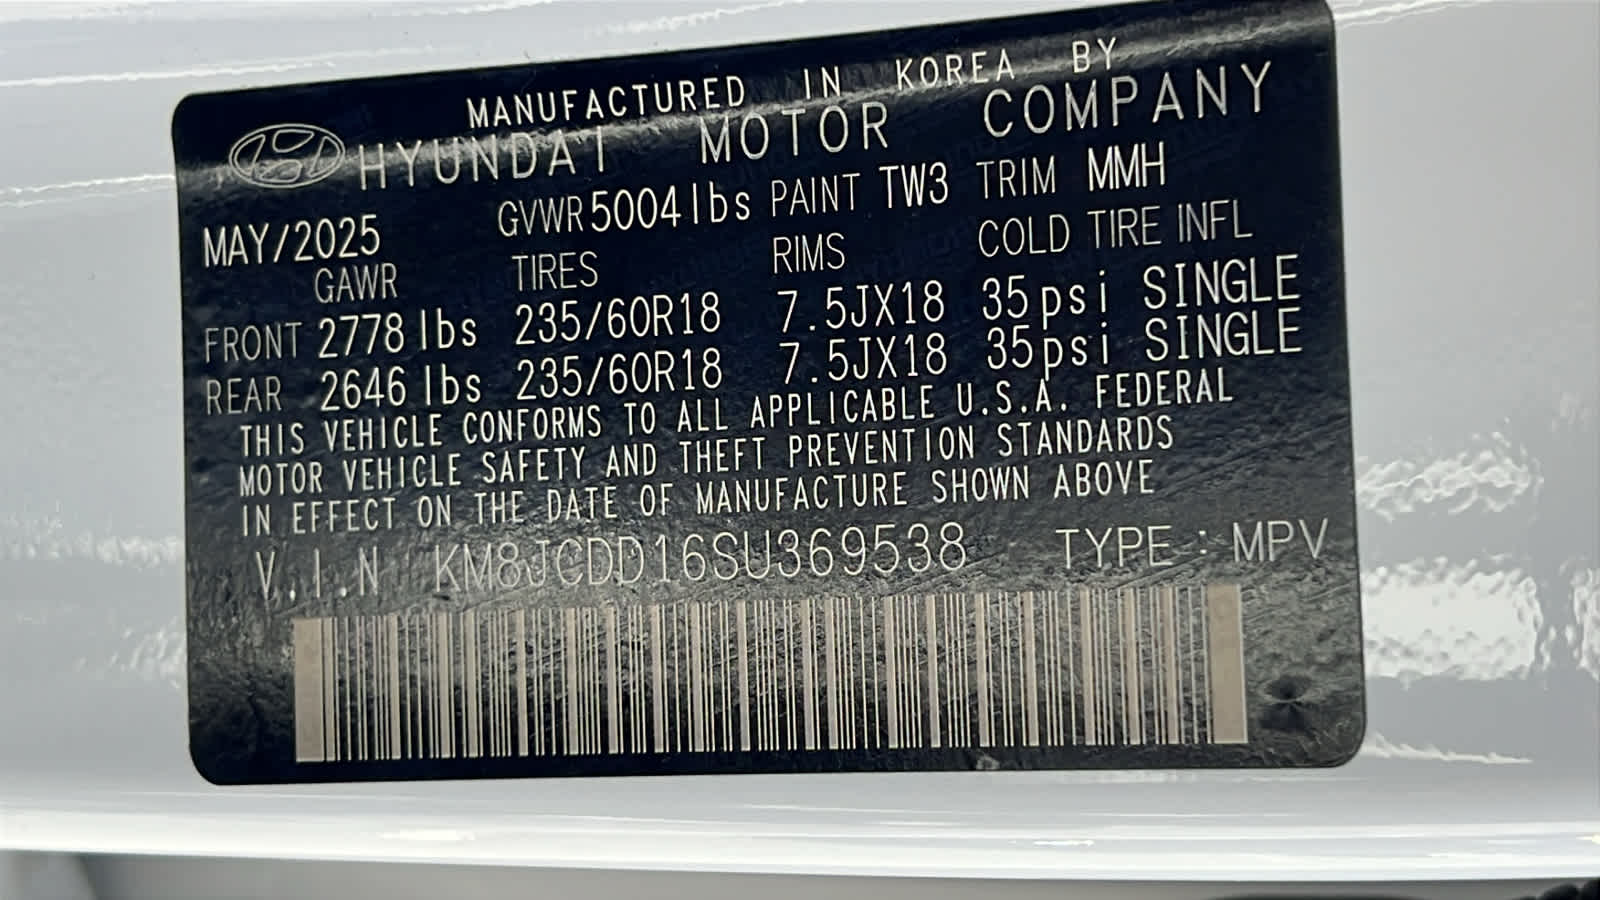 MANUFACTURED IN KOREA BY
HYUNDAI MOTOR COMPANY
MAY/2025 GVWR 5004 lbs PAINT TW3 TRIM MMH
GAWR TIRES RIMS COLD TIRE INFL
FRONT 2778 lbs 235/60R18 7.5JX18 35psi SINGLE
REAR 2646 lbs 235/60R18 7.5JX18 35psi SINGLE
THIS VEHICLE CONFORMS TO ALL APPLICABLE U.S.A. FEDERAL
MOTOR VEHICLE SAFETY AND THEFT PREVENTION STANDARDS
IN EFFECT ON THE DATE OF MANUFACTURE SHOWN ABOVE
V.I.N KM8JCDD16SU369538 TYPE : MPV